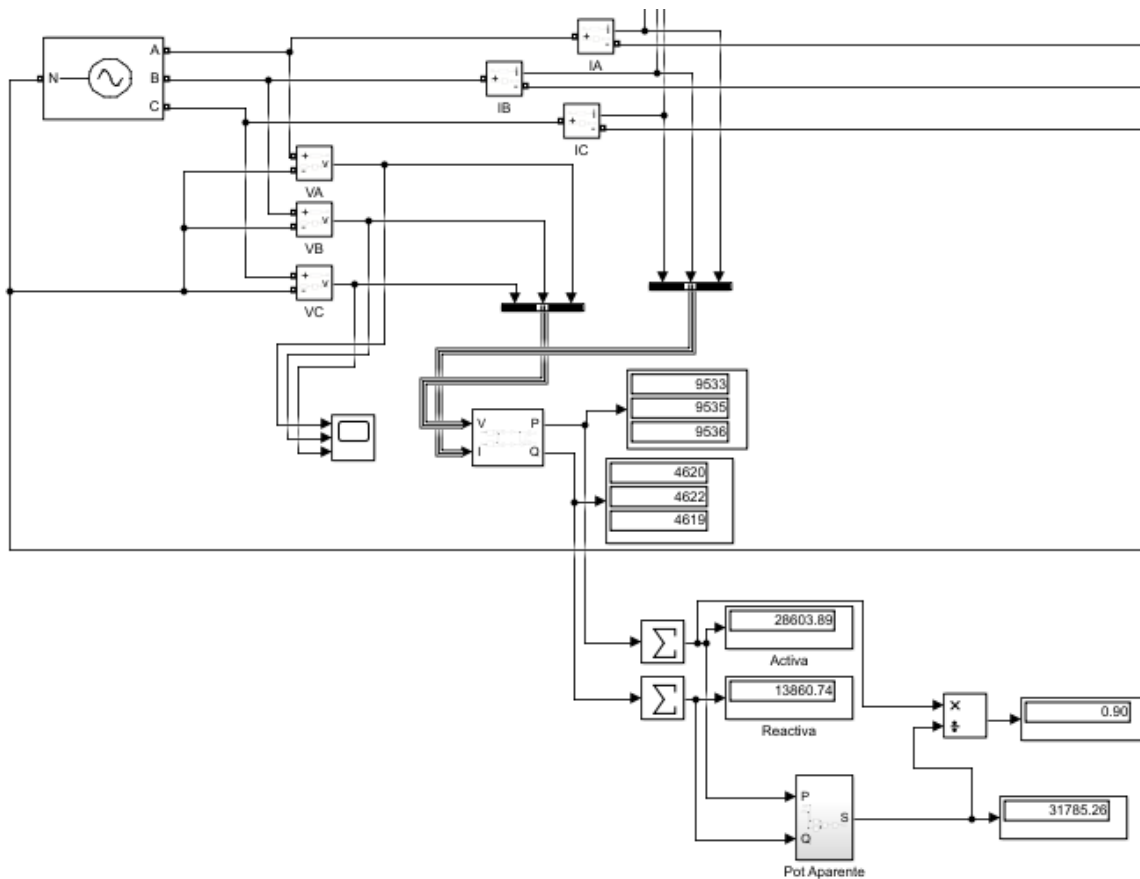 A
i
+
-
IA
N
B
i
+
-
IB
C
i
+
-
IC
+
-
v
VA
+
-
v
VB
+
-
v
VC
9533
9535
9536
V
P
I
Q
4620
4622
4619
Σ
28603.89
Activa
Σ
13860.74
Reactiva
×
÷
0.90
P
S
Q
31785.26
Pot Aparente